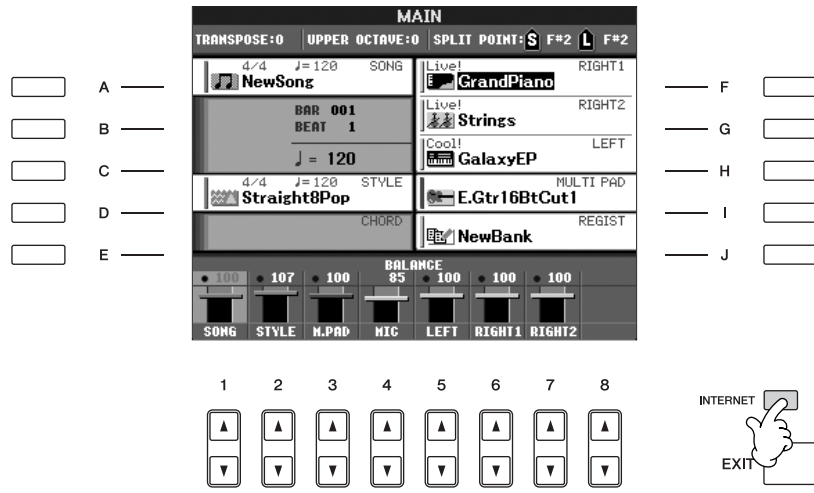 MAIN
TRANSPOSE:0 UPPER OCTAVE:0 SPLIT POINT: S F#2 L F#2
4/4 ♩=120 SONG
NewSong
Live! RIGHT1
GrandPiano
BAR 001
BEAT 1
♩ = 120
Live! RIGHT2
Strings
Cool! LEFT
GalaxyEP
4/4 ♩=120 STYLE
Straight8Pop
MULTI PAD
E.Gtr16BtCut1
CHORD
REGIST
NewBank
BALANCE
100 107 100 85 100 100 100
SONG STYLE M.PAD MIC LEFT RIGHT1 RIGHT2
A
B
C
D
E
F
G
H
I
J
1 2 3 4 5 6 7 8
INTERNET
EXIT